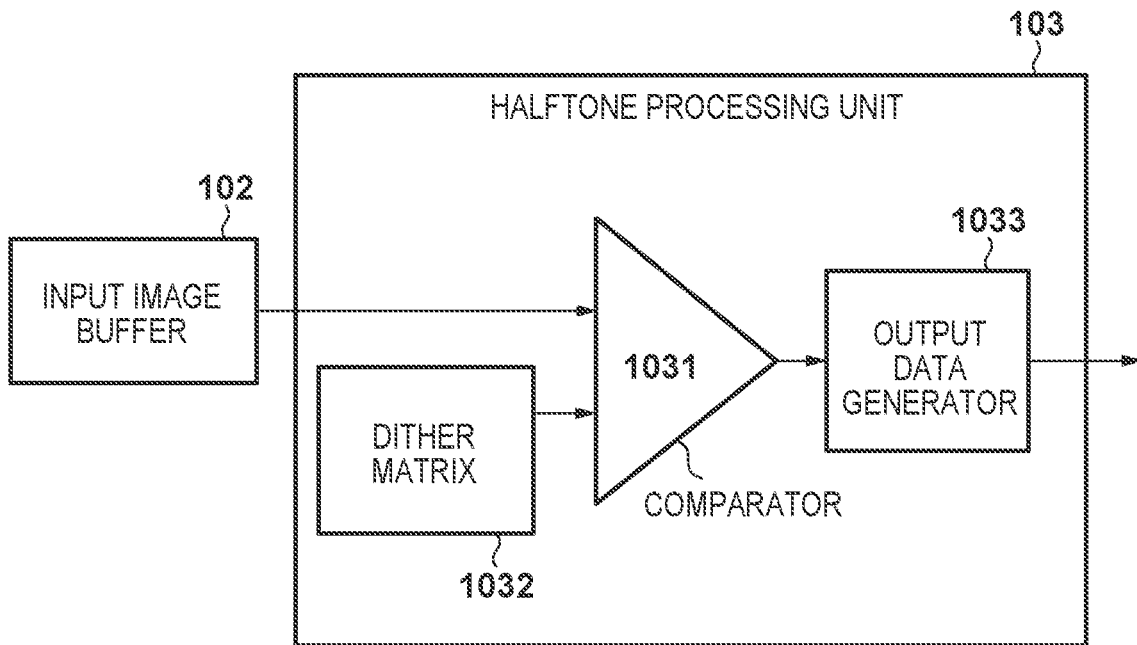 103
HALFTONE PROCESSING UNIT
102
INPUT IMAGE
BUFFER
1033
OUTPUT
DATA
GENERATOR
1031
DITHER
MATRIX
COMPARATOR
1032